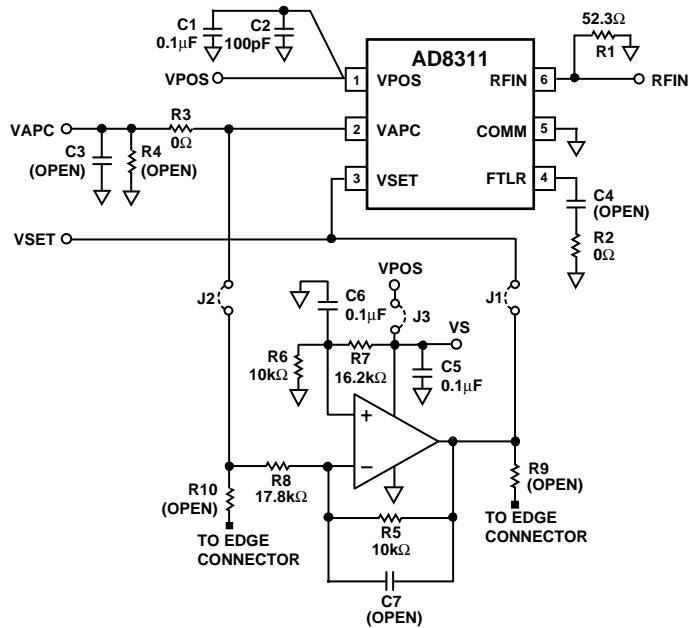 C1
0.1μF
C2
100pF
52.3Ω
R1
AD8311
VPOS
1
VPOS
RFIN
6
RFIN
VAPC
R3
0Ω
2
VAPC
COMM
5
C3
(OPEN)
R4
(OPEN)
3
VSET
FTLR
4
C4
(OPEN)
R2
0Ω
VSET
J2
VPOS
J1
C6
0.1μF
J3
VS
R6
10kΩ
R7
16.2kΩ
C5
0.1μF
+
–
R10
(OPEN)
R8
17.8kΩ
R9
(OPEN)
TO EDGE
CONNECTOR
R5
10kΩ
TO EDGE
CONNECTOR
C7
(OPEN)